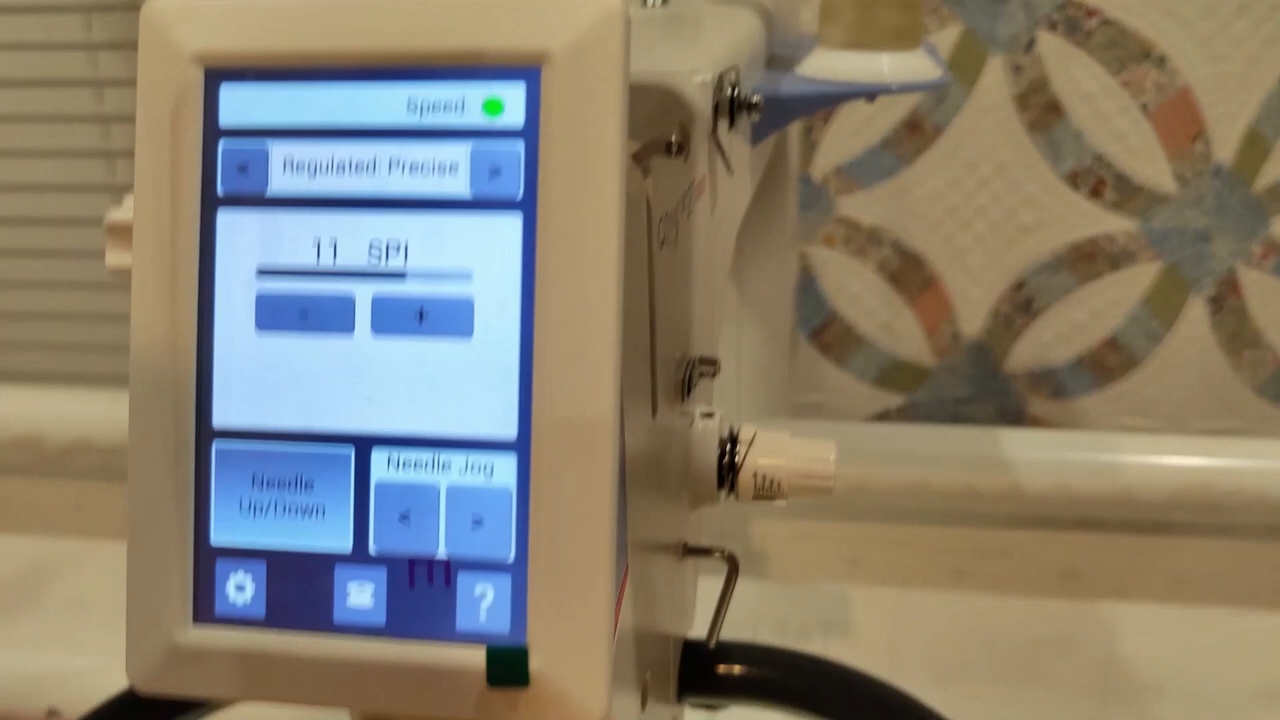 Speed
< Regulated: Precise >
11 SPI
- +
Needle
Up/Down
Needle Jog
< >
?